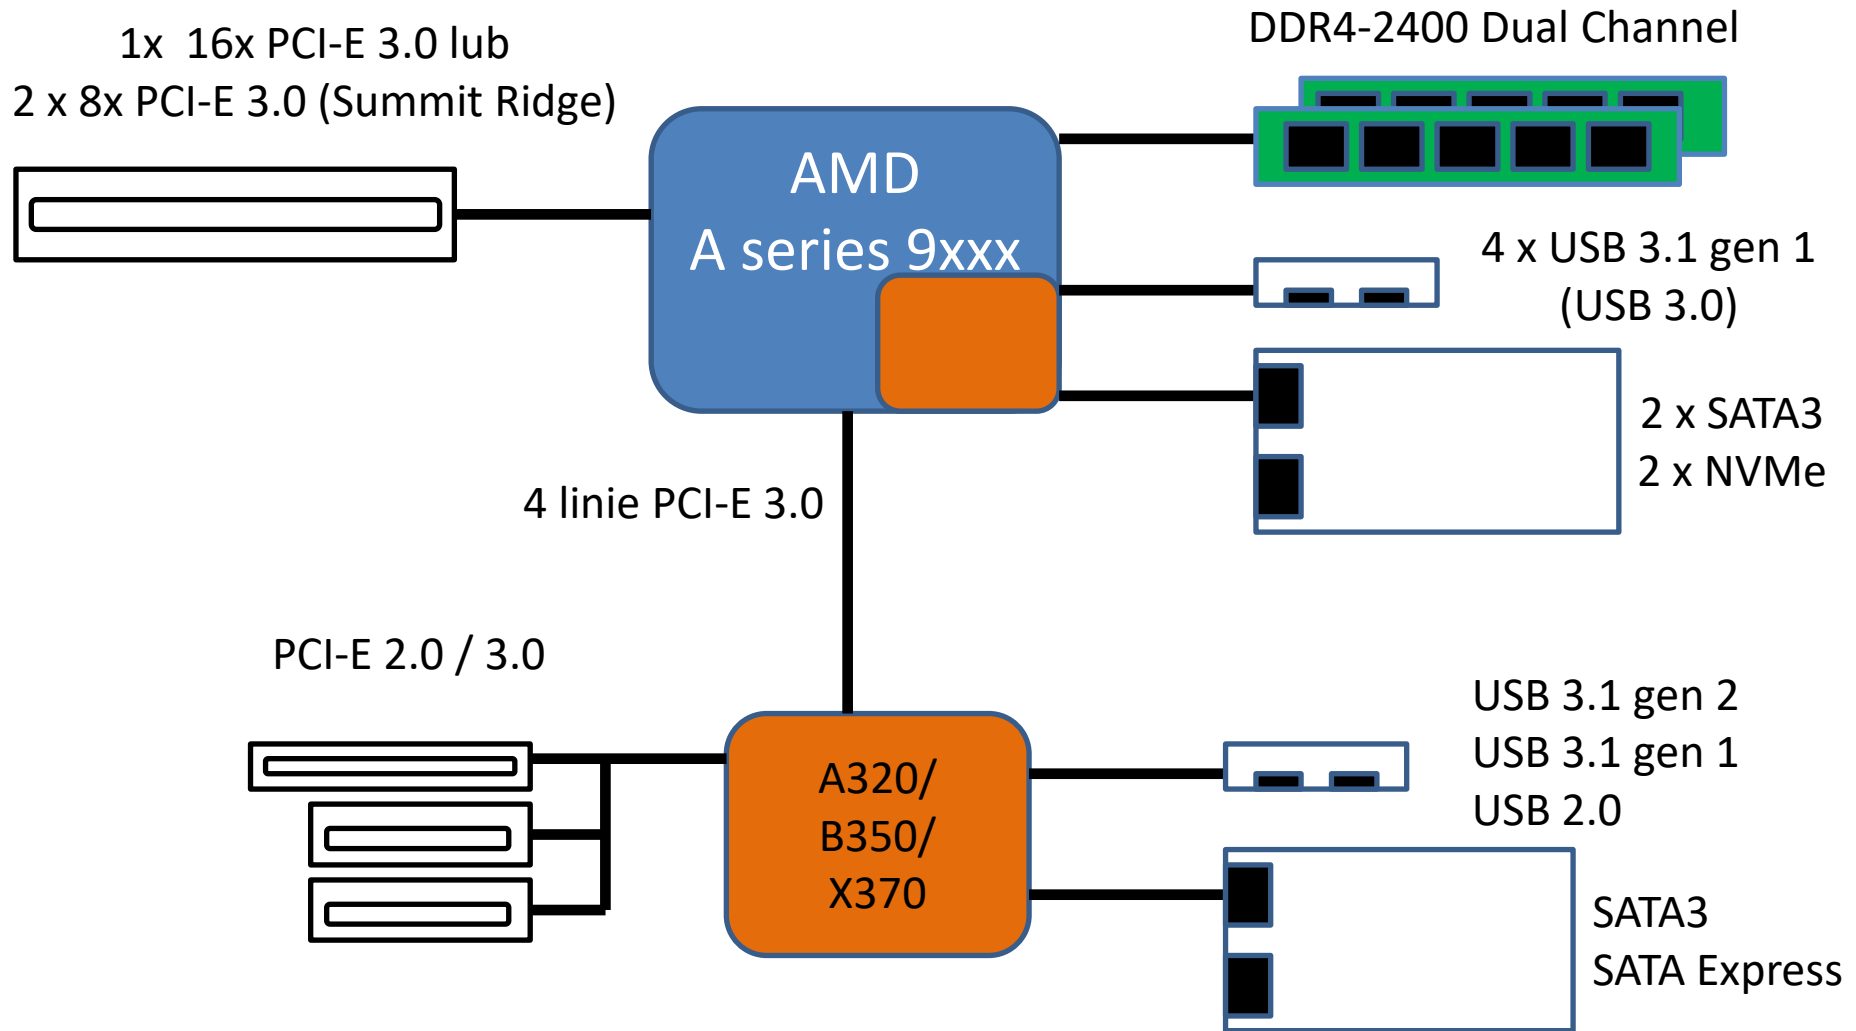 1x 16x PCI-E 3.0 lub
2 x 8x PCI-E 3.0 (Summit Ridge)
DDR4-2400 Dual Channel
AMD
A series 9xxx
4 x USB 3.1 gen 1
(USB 3.0)
2 x SATA3
2 x NVMe
4 linie PCI-E 3.0
PCI-E 2.0 / 3.0
A320/
B350/
X370
USB 3.1 gen 2
USB 3.1 gen 1
USB 2.0
SATA3
SATA Express